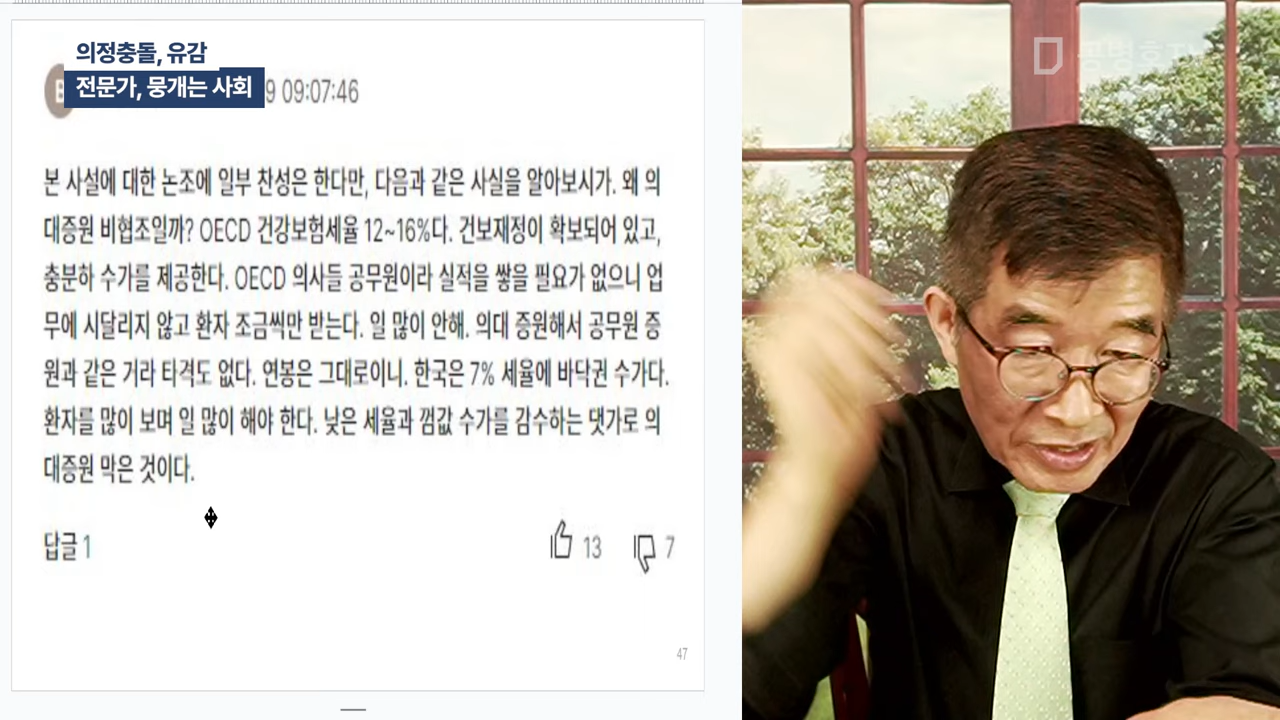 의정충돌, 유감
전문가, 뭉개는 사회
9 09:07:46
본 사설에 대한 논조에 일부 찬성은 한다만, 다음과 같은 사실을 알아보시가. 왜 의
대증원 비협조일까? OECD 건강보험세율 12~16%다. 건보재정이 확보되어 있고,
충분하 수가를 제공한다. OECD 의사들 공무원이라 실적을 쌓을 필요가 없으니 업
무에 시달리지 않고 환자 조금씩만 받는다. 일 많이 안해. 의대 증원해서 공무원 증
원과 같은 거라 타격도 없다. 연봉은 그대로이니. 한국은 7% 세율에 바닥권 수가다.
환자를 많이 보며 일 많이 해야 한다. 낮은 세율과 껌값 수가를 감수하는 댓가로 의
대증원 막은 것이다.
답글 1
13
7
47
공병호